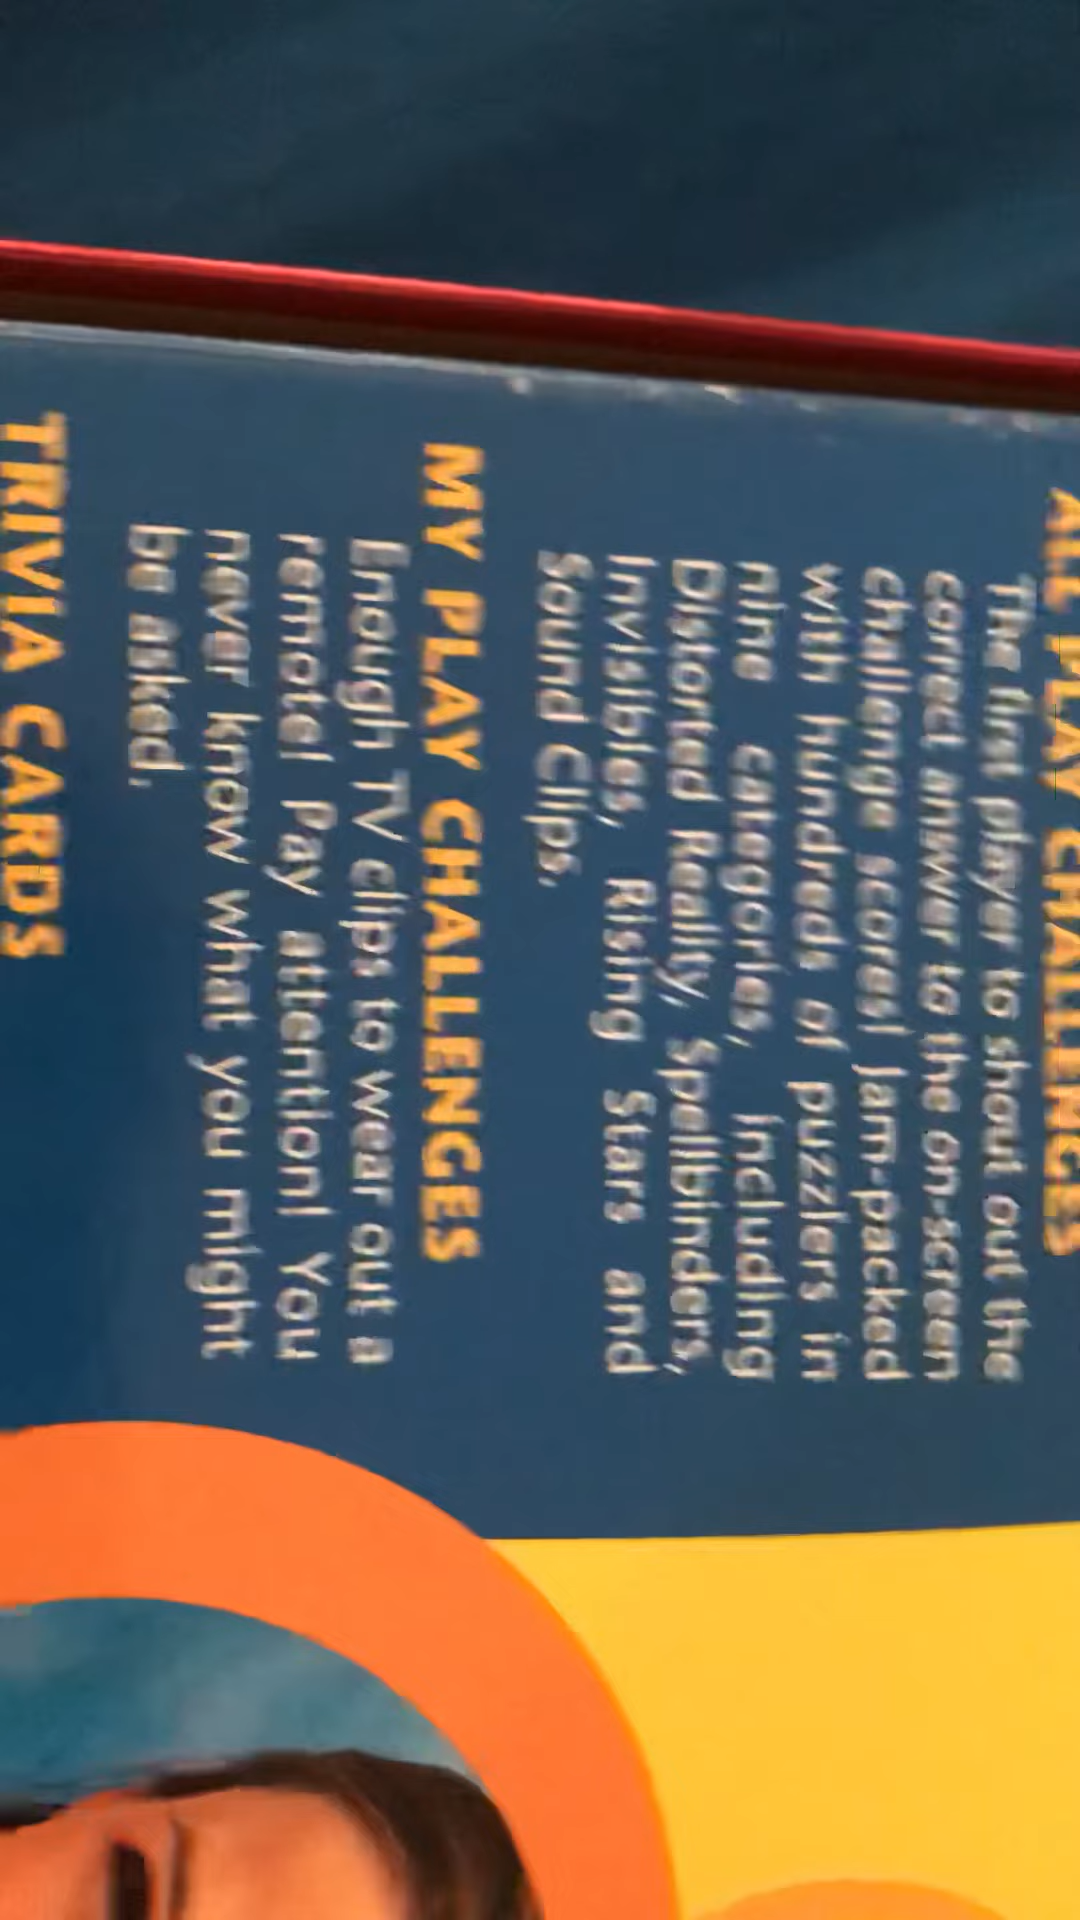 ALL PLAY CHALLENGES
The first player to shout out the
correct answer to the on-screen
challenge scores! Jam-packed
with hundreds of puzzlers in
nine categories, including
Distorted Reality, Spellbinders,
Invisibles, Rising Stars and
Sound Clips.
MY PLAY CHALLENGES
Enough TV clips to wear out a
remote! Pay attention! You
never know what you might
be asked.
TRIVIA CARDS